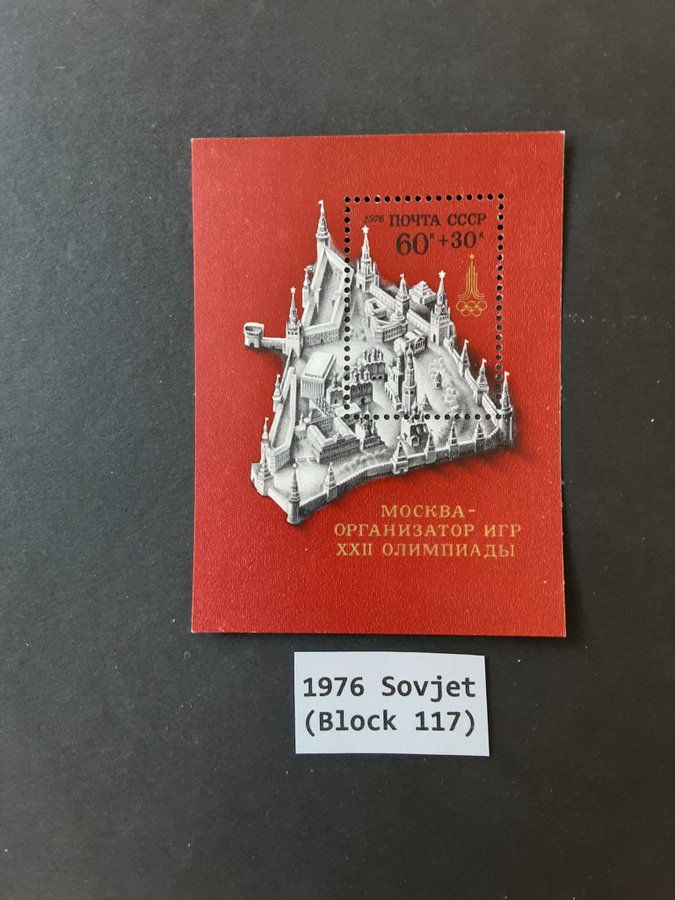 1976 ПОЧТА СССР
60к+30к
МОСКВА-
ОРГАНИЗАТОР ИГР
XXII ОЛИМПИАДЫ
1976 Sovjet
(Block 117)